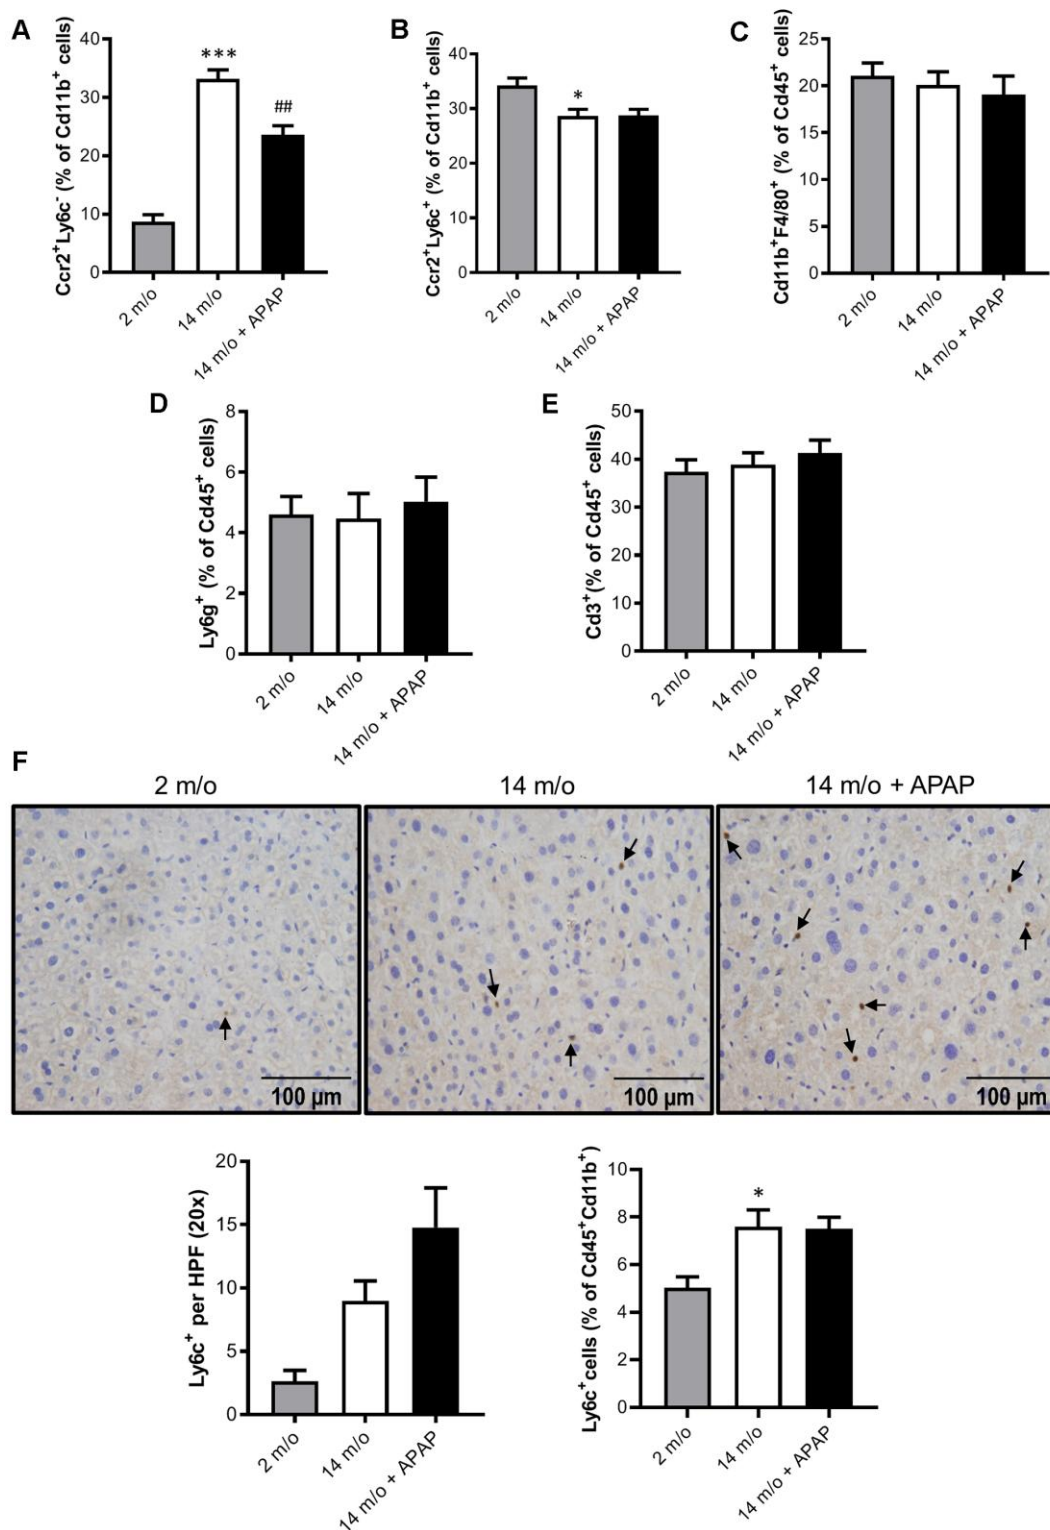 A
Ccr2⁺Ly6c⁻ (% of Cd11b⁺ cells)
40
30
20
10
0
***
##
2 m/o
14 m/o
14 m/o + APAP
B
Ccr2⁺Ly6c⁺ (% of Cd11b⁺ cells)
40
30
20
10
0
*
2 m/o
14 m/o
14 m/o + APAP
C
Cd11b⁺F4/80⁺ (% of Cd45⁺ cells)
25
20
15
10
5
0
2 m/o
14 m/o
14 m/o + APAP
D
Ly6g⁺ (% of Cd45⁺ cells)
8
6
4
2
0
2 m/o
14 m/o
14 m/o + APAP
E
Cd3⁺(% of Cd45⁺ cells)
50
40
30
20
10
0
2 m/o
14 m/o
14 m/o + APAP
F
2 m/o
14 m/o
14 m/o + APAP
100 µm
100 µm
100 µm
Ly6c⁺ per HPF (20x)
20
15
10
5
0
2 m/o
14 m/o
14 m/o + APAP
Ly6c⁺cells (% of Cd45⁺Cd11b⁺)
10
8
6
4
2
0
*
2 m/o
14 m/o
14 m/o + APAP